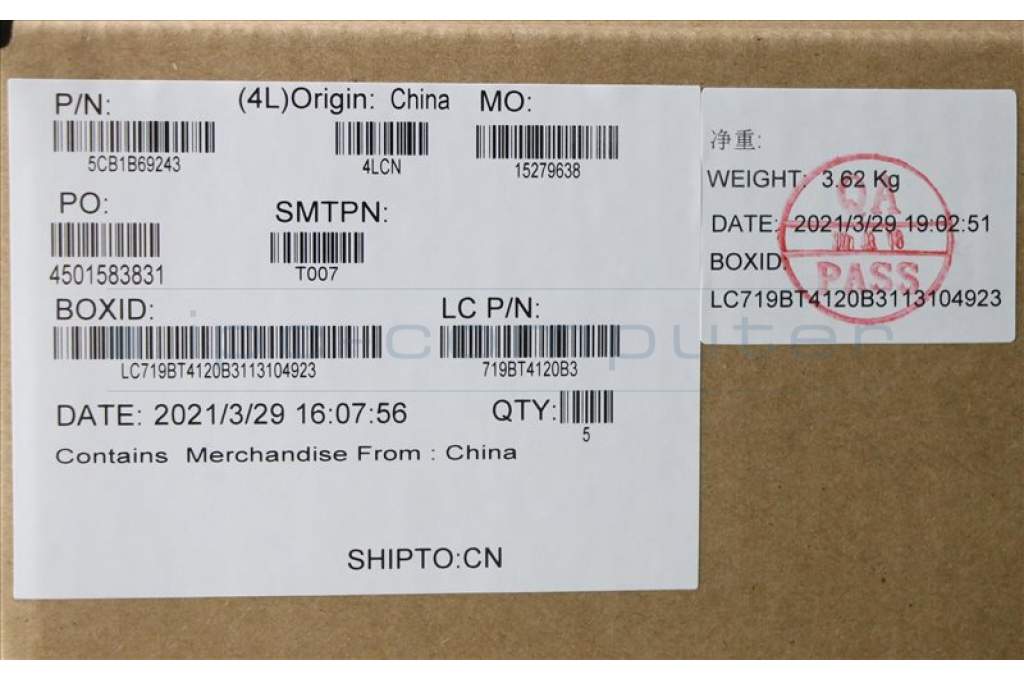 P/N: (4L)Origin: China MO:
5CB1B69243 4LCN 15279638
PO: SMTPN:
4501583831 T007
BOXID: LC P/N:
LC719BT4120B3113104923 719BT4120B3
DATE: 2021/3/29 16:07:56 QTY:
5
Contains Merchandise From : China
SHIPTO:CN
净重:
WEIGHT: 3.62 Kg
DATE: 2021/3/29 19:02:51
BOXID:
LC719BT4120B3113104923
QA
PASS
computer